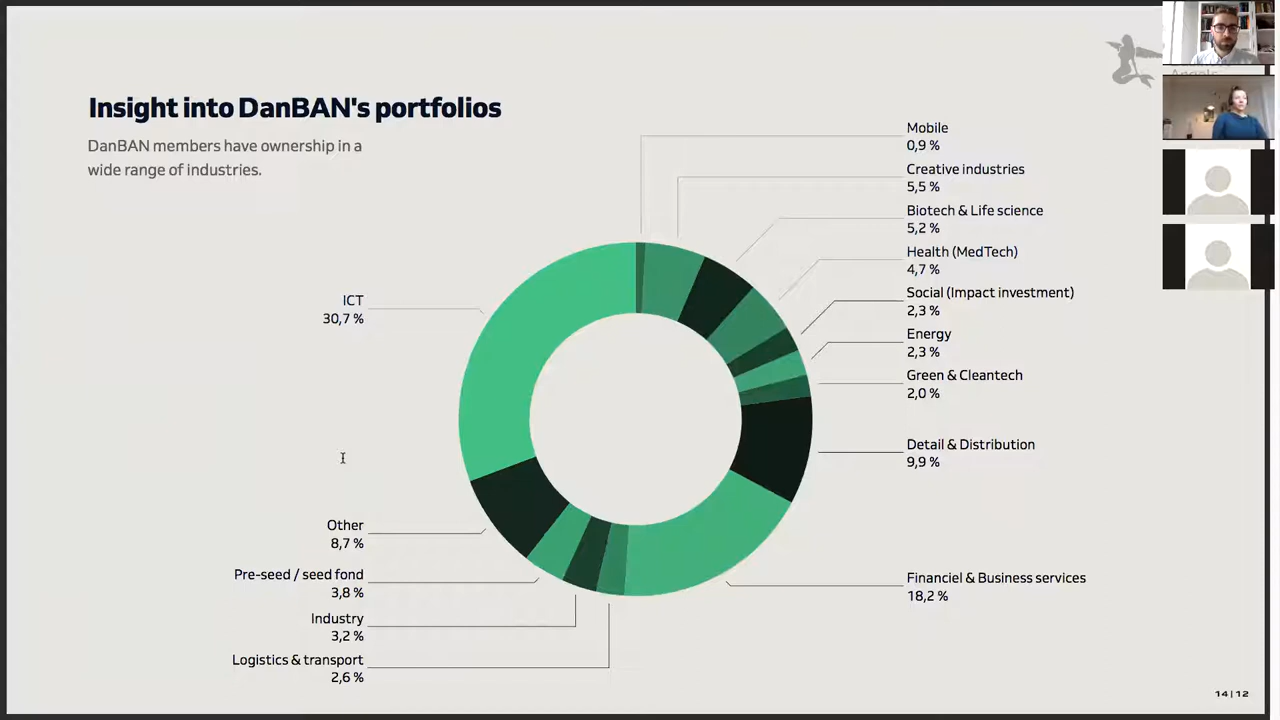 Insight into DanBAN's portfolios
DanBAN members have ownership in a
wide range of industries.
Mobile
0,9 %
Creative industries
5,5 %
Biotech & Life science
5,2 %
Health (MedTech)
4,7 %
Social (Impact investment)
2,3 %
Energy
2,3 %
Green & Cleantech
2,0 %
Detail & Distribution
9,9 %
Financiel & Business services
18,2 %
ICT
30,7 %
Other
8,7 %
Pre-seed / seed fond
3,8 %
Industry
3,2 %
Logistics & transport
2,6 %
14 | 12